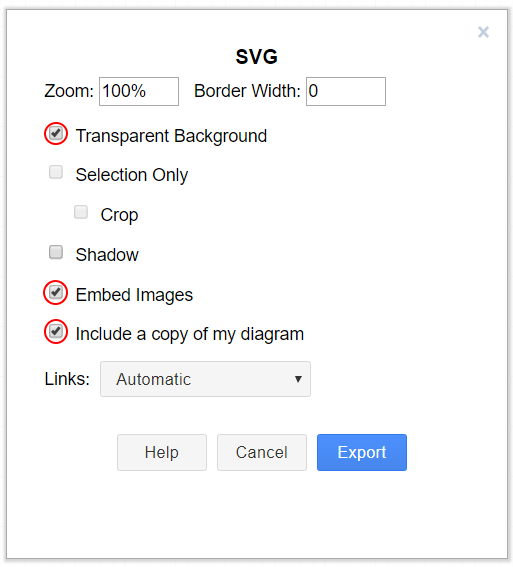 ×
SVG
Zoom: 100% Border Width: 0
Transparent Background
Selection Only
Crop
Shadow
Embed Images
Include a copy of my diagram
Links: Automatic
Help Cancel Export